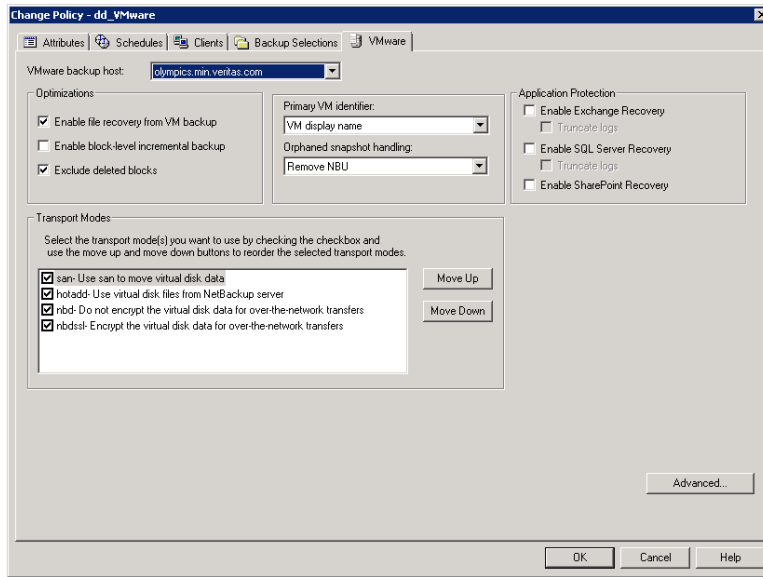 Change Policy - dd_VMware
Attributes
Schedules
Clients
Backup Selections
VMware
VMware backup host:
olympics.min.veritas.com
Optimizations
Enable file recovery from VM backup
Enable block-level incremental backup
Exclude deleted blocks
Primary VM identifier:
VM display name
Orphaned snapshot handling:
Remove NBU
Application Protection
Enable Exchange Recovery
Truncate logs
Enable SQL Server Recovery
Truncate logs
Enable SharePoint Recovery
Transport Modes
Select the transport mode(s) you want to use by checking the checkbox and
use the move up and move down buttons to reorder the selected transport modes.
san- Use san to move virtual disk data
hotadd- Use virtual disk files from NetBackup server
nbd- Do not encrypt the virtual disk data for over-the-network transfers
nbdssl- Encrypt the virtual disk data for over-the-network transfers
Move Up
Move Down
Advanced...
OK
Cancel
Help